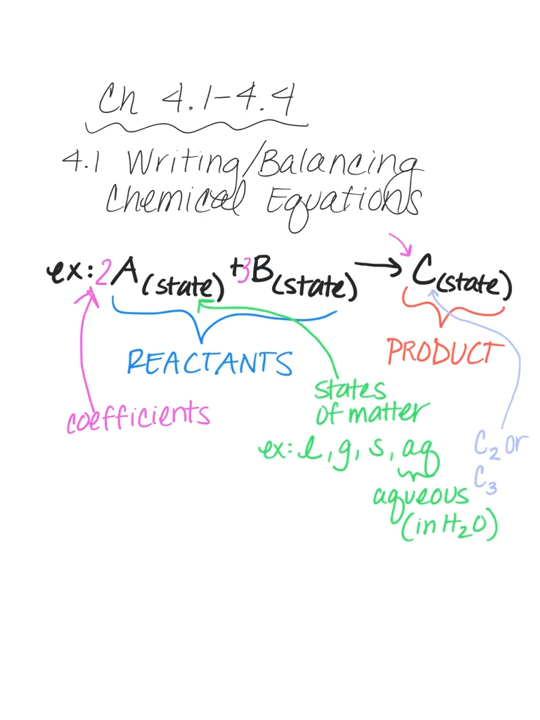 Ch 4.1-4.4
4.1 Writing/Balancing
Chemical Equations
ex: 2A(state) + 3B(state) → C(state)
REACTANTS
PRODUCT
coefficients
states
of matter
ex: l, g, s, aq
aqueous
(in H₂O)
C₂ or
C₃